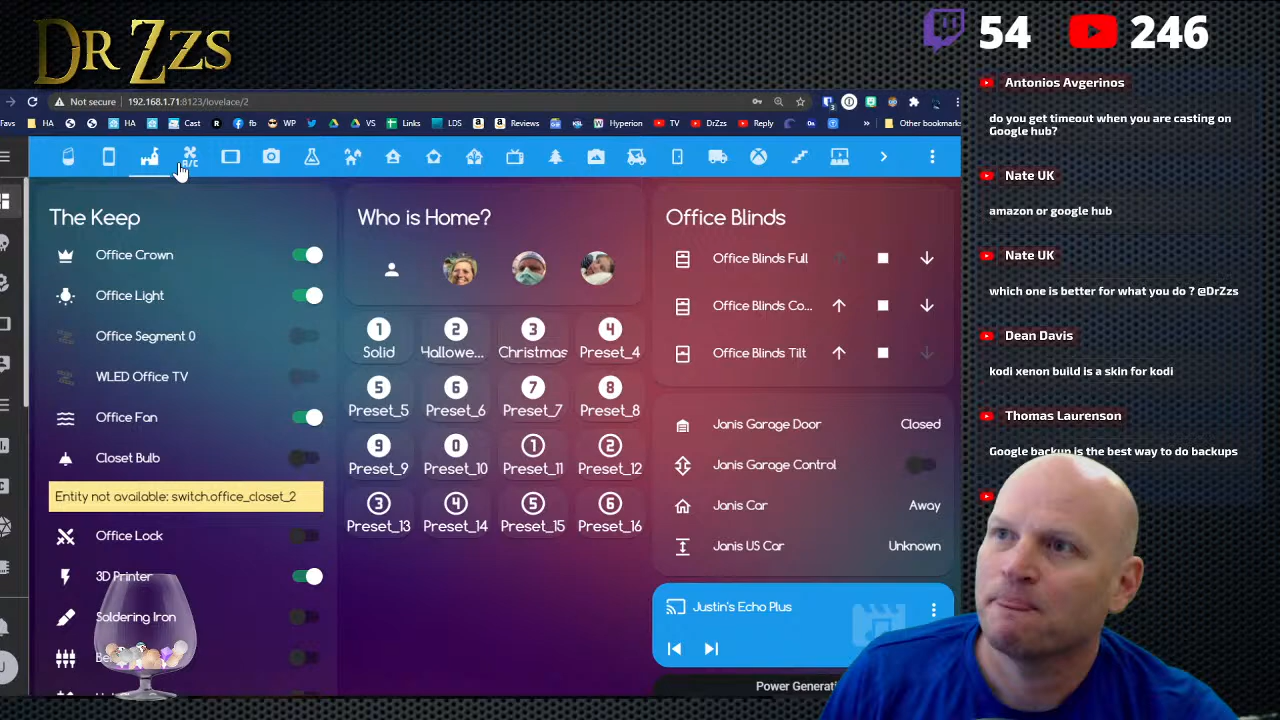 DR ZZS
54
246
Not secure
192.168.1.71:8123/lovelace/2
Favs
HA
HA
Cast
fb
WP
VS
Links
LDS
Reviews
Hyperion
TV
DrZzs
Reply
Other bookmarks
A/C
The Keep
Office Crown
Office Light
Office Segment 0
WLED Office TV
Office Fan
Closet Bulb
Entity not available: switch.office_closet_2
Office Lock
3D Printer
Soldering Iron
Who is Home?
1 2 3 4
Solid Hallowe... Christmas Preset_4
5 6 7 8
Preset_5 Preset_6 Preset_7 Preset_8
9 0 1 2
Preset_9 Preset_10 Preset_11 Preset_12
3 4 5 6
Preset_13 Preset_14 Preset_15 Preset_16
Office Blinds
Office Blinds Full
Office Blinds Co...
Office Blinds Tilt
Janis Garage Door Closed
Janis Garage Control
Janis Car Away
Janis US Car Unknown
Justin's Echo Plus
Power Generati
Antonios Avgerinos
do you get timeout when you are casting on
Google hub?
Nate UK
amazon or google hub
Nate UK
which one is better for what you do ? @DrZzs
Dean Davis
kodi xenon build is a skin for kodi
Thomas Laurenson
Google backup is the best way to do backups